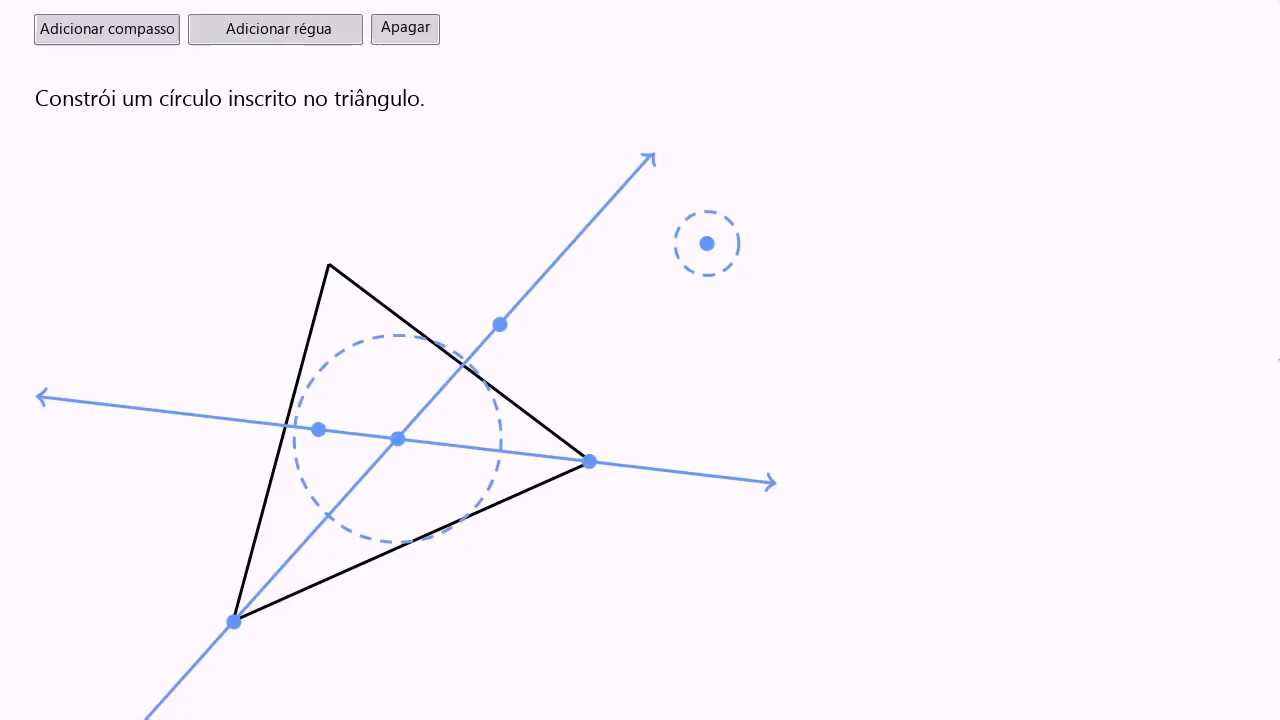 Adicionar compasso
Adicionar régua
Apagar
Constrói um círculo inscrito no triângulo.